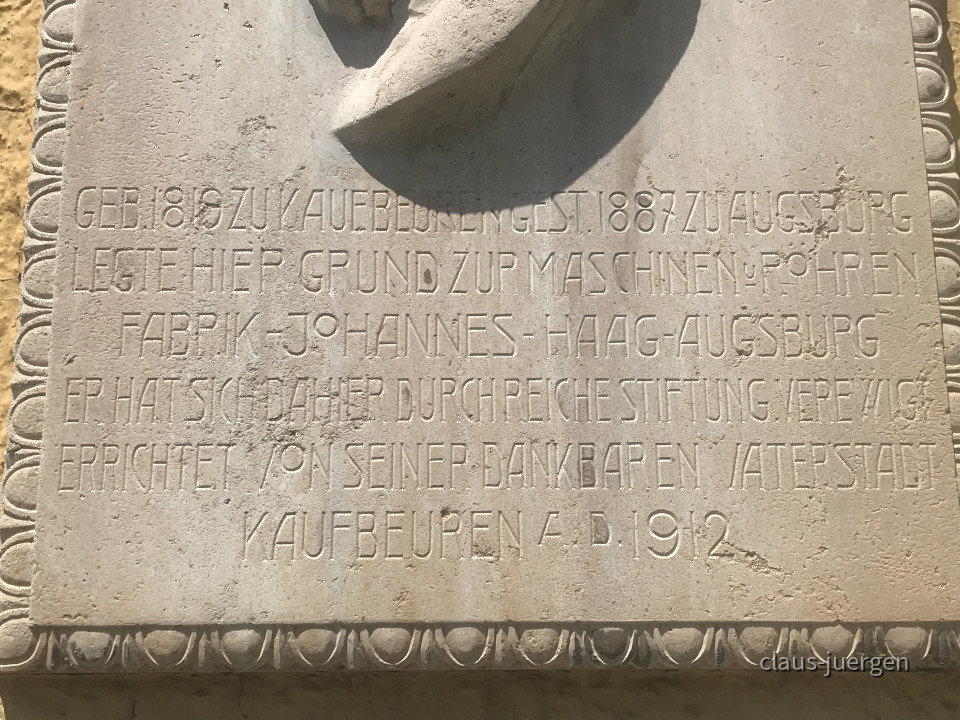 GEB. 1819 ZU KAUFBEUREN GEST. 1887 ZU AUGSBURG
LEGTE HIER GRUND ZUR MASCHINEN U RÖHREN
FABRIK - JOHANNES - HAAG - AUGSBURG
ER HAT SICH DAHIER DURCH REICHE STIFTUNG VEREWIGT
ERRICHTET VON SEINER DANKBAREN VATERSTADT
KAUFBEUREN A. D. 1912
claus-juergen